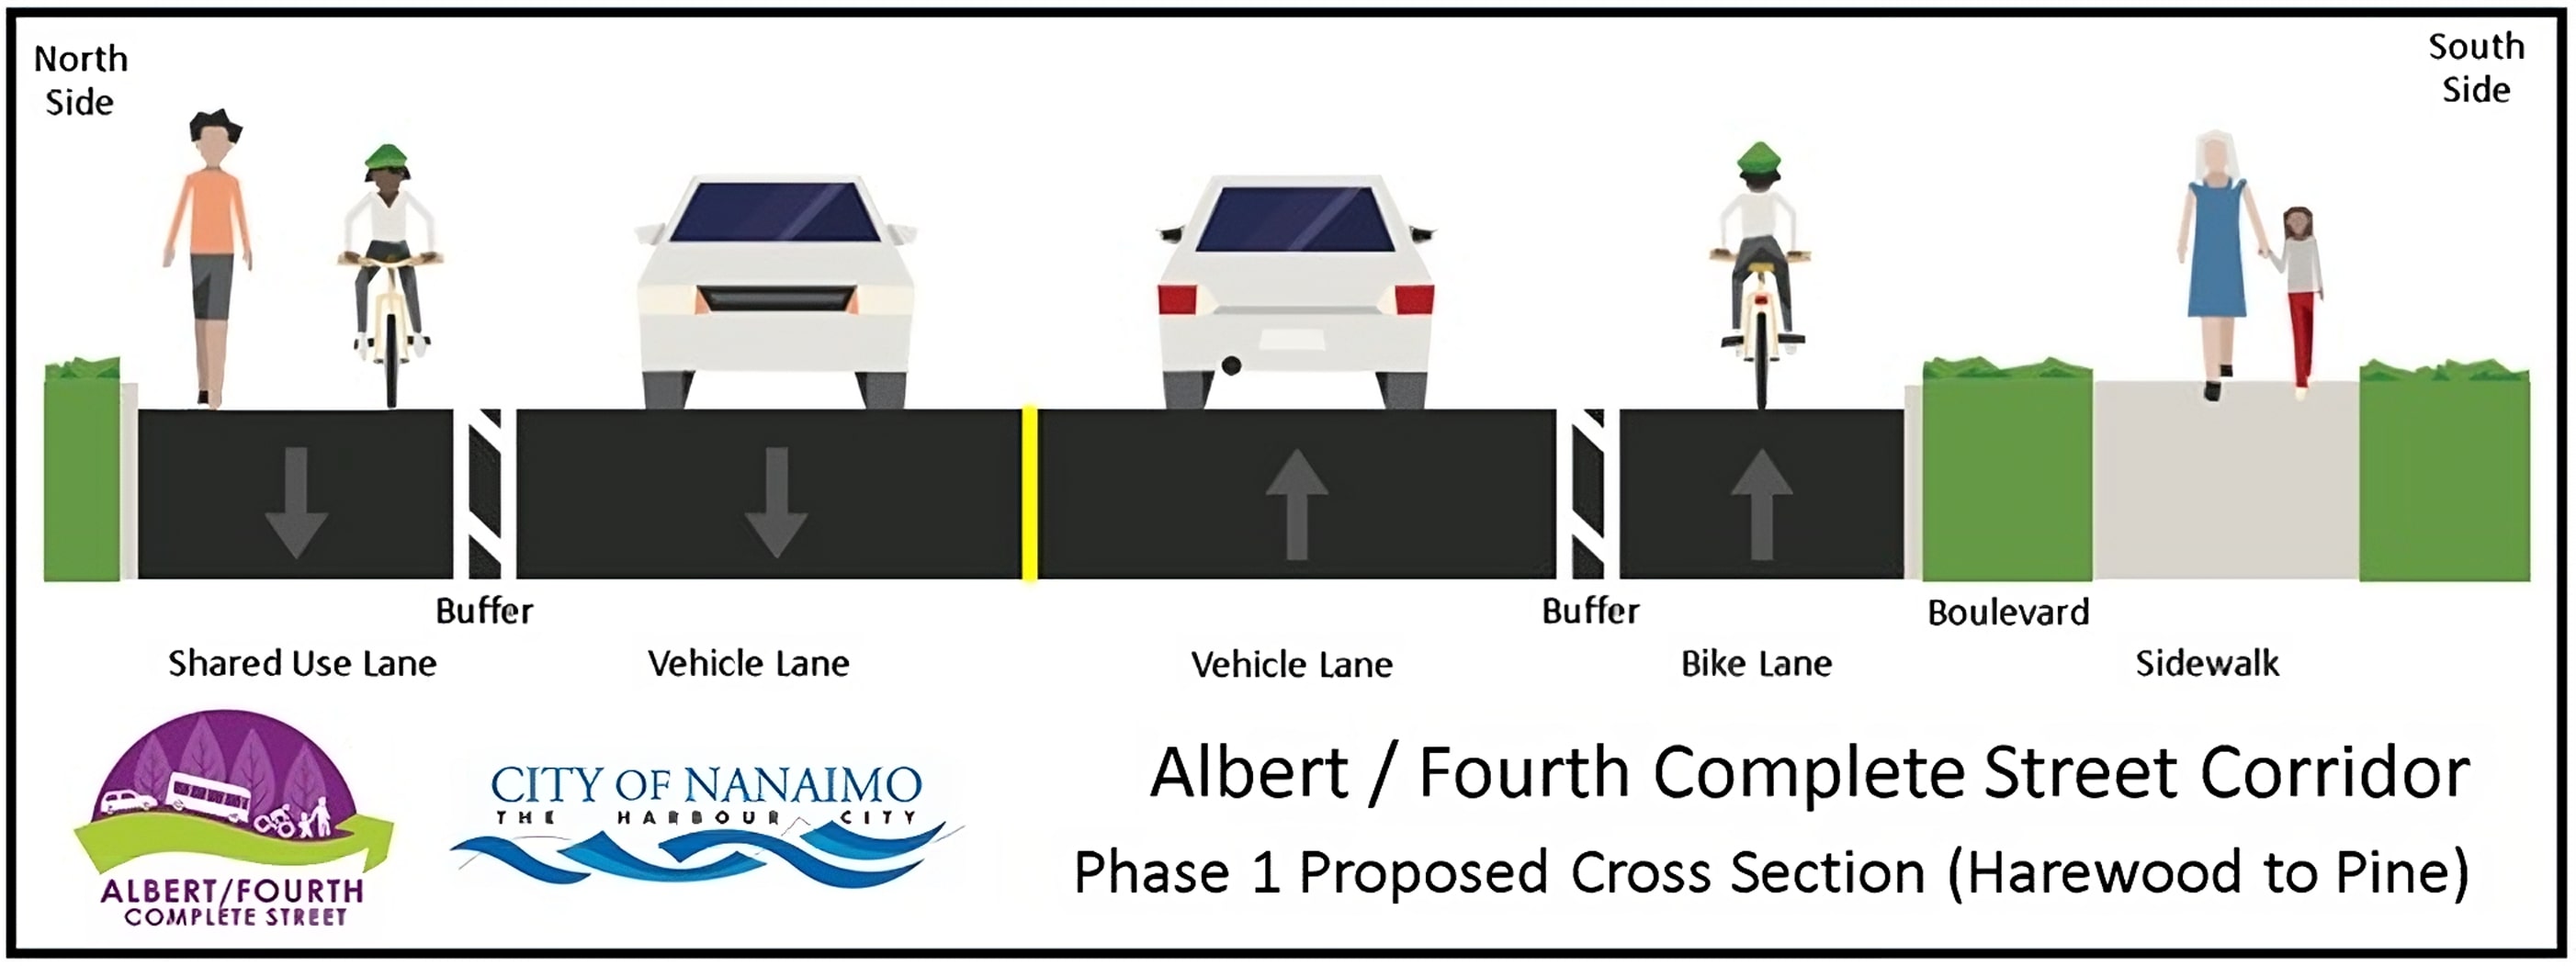 North
Side
South
Side
Buffer
Buffer
Boulevard
Shared Use Lane
Vehicle Lane
Vehicle Lane
Bike Lane
Sidewalk
ALBERT/FOURTH
COMPLETE STREET
CITY OF NANAIMO
THE HARBOUR CITY
Albert / Fourth Complete Street Corridor
Phase 1 Proposed Cross Section (Harewood to Pine)